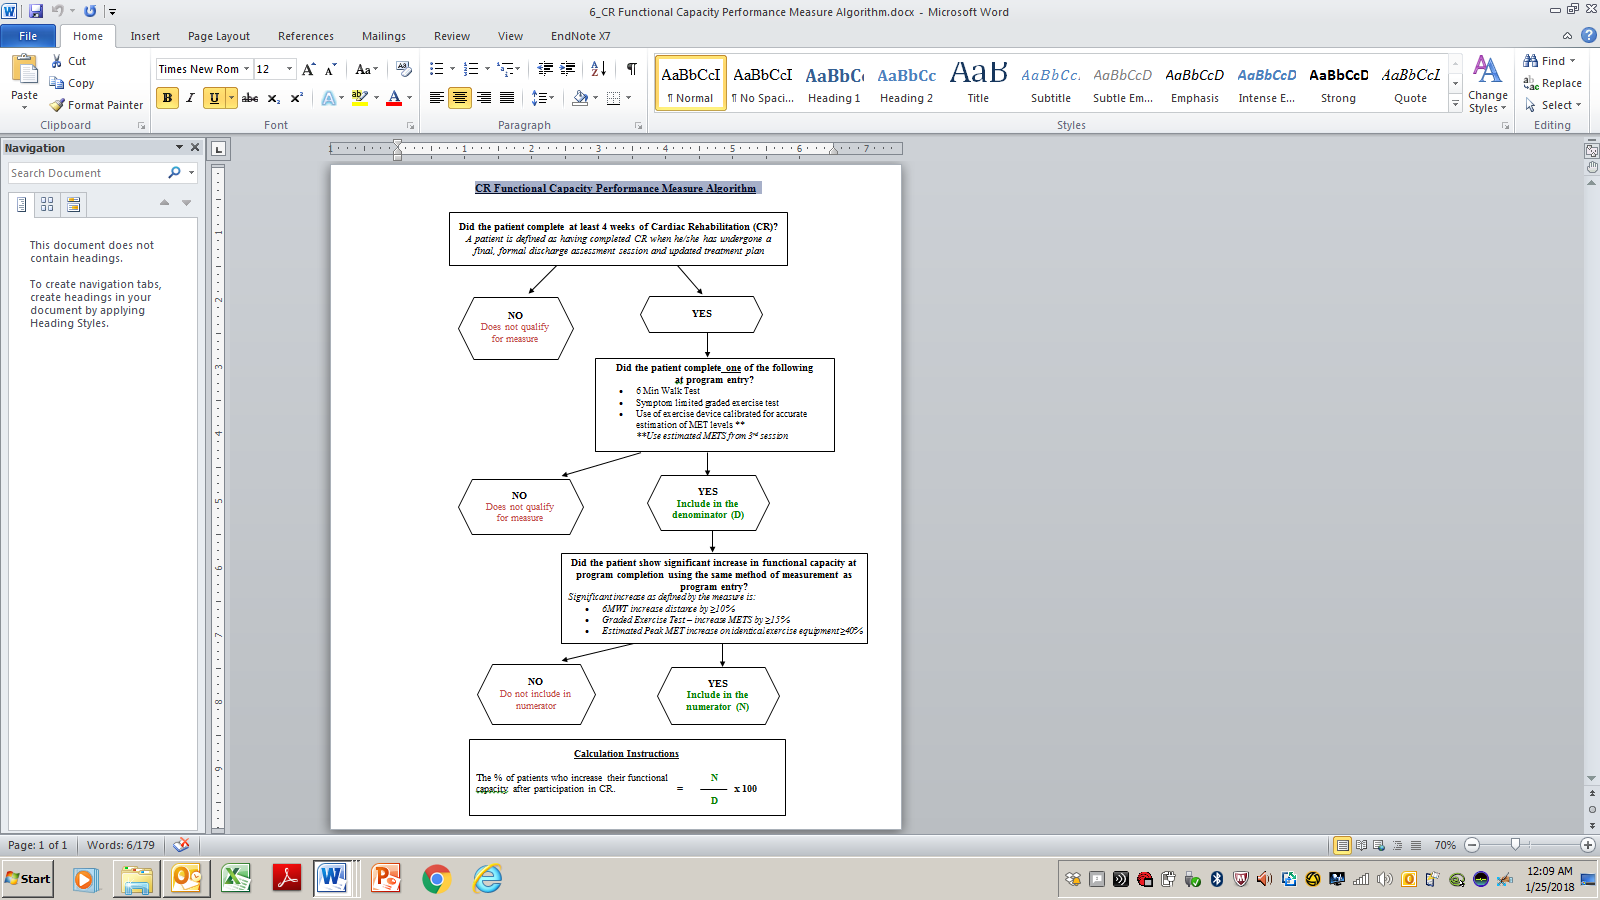 6_CR Functional Capacity Performance Measure Algorithm.docx - Microsoft Word
File Home Insert Page Layout References Mailings Review View EndNote X7
Paste
Cut
Copy
Format Painter
Clipboard
Times New Rom 12
Font
Paragraph
AaBbCcI AaBbCcI AaBbCc AaBbCc AaB AaBbCc. AaBbCcD AaBbCcD AaBbCcD AaBbCcD AaBbCcL
¶ Normal ¶ No Spaci... Heading 1 Heading 2 Title Subtitle Subtle Em... Emphasis Intense E... Strong Quote
Change
Styles
Styles
Find
Replace
Select
Editing
Navigation
Search Document
This document does not
contain headings.
To create navigation tabs,
create headings in your
document by applying
Heading Styles.
CR Functional Capacity Performance Measure Algorithm
Did the patient complete at least 4 weeks of Cardiac Rehabilitation (CR)?
A patient is defined as having completed CR when he/she has undergone a
final, formal discharge assessment session and updated treatment plan
NO
Does not qualify
for measure
YES
Did the patient complete one of the following
at program entry?
• 6 Min Walk Test
• Symptom limited graded exercise test
• Use of exercise device calibrated for accurate
estimation of MET levels **
**Use estimated METS from 3rd session
NO
Does not qualify
for measure
YES
Include in the
denominator (D)
Did the patient show significant increase in functional capacity at
program completion using the same method of measurement as
program entry?
Significant increase as defined by the measure is:
• 6MWT increase distance by ≥10%
• Graded Exercise Test – increase METS by ≥15%
• Estimated Peak MET increase on identical exercise equipment ≥40%
NO
Do not include in
numerator
YES
Include in the
numerator (N)
Calculation Instructions
The % of patients who increase their functional
capacity after participation in CR.
= N
D
x 100
Page: 1 of 1 Words: 6/179
70%
Start
12:09 AM
1/25/2018